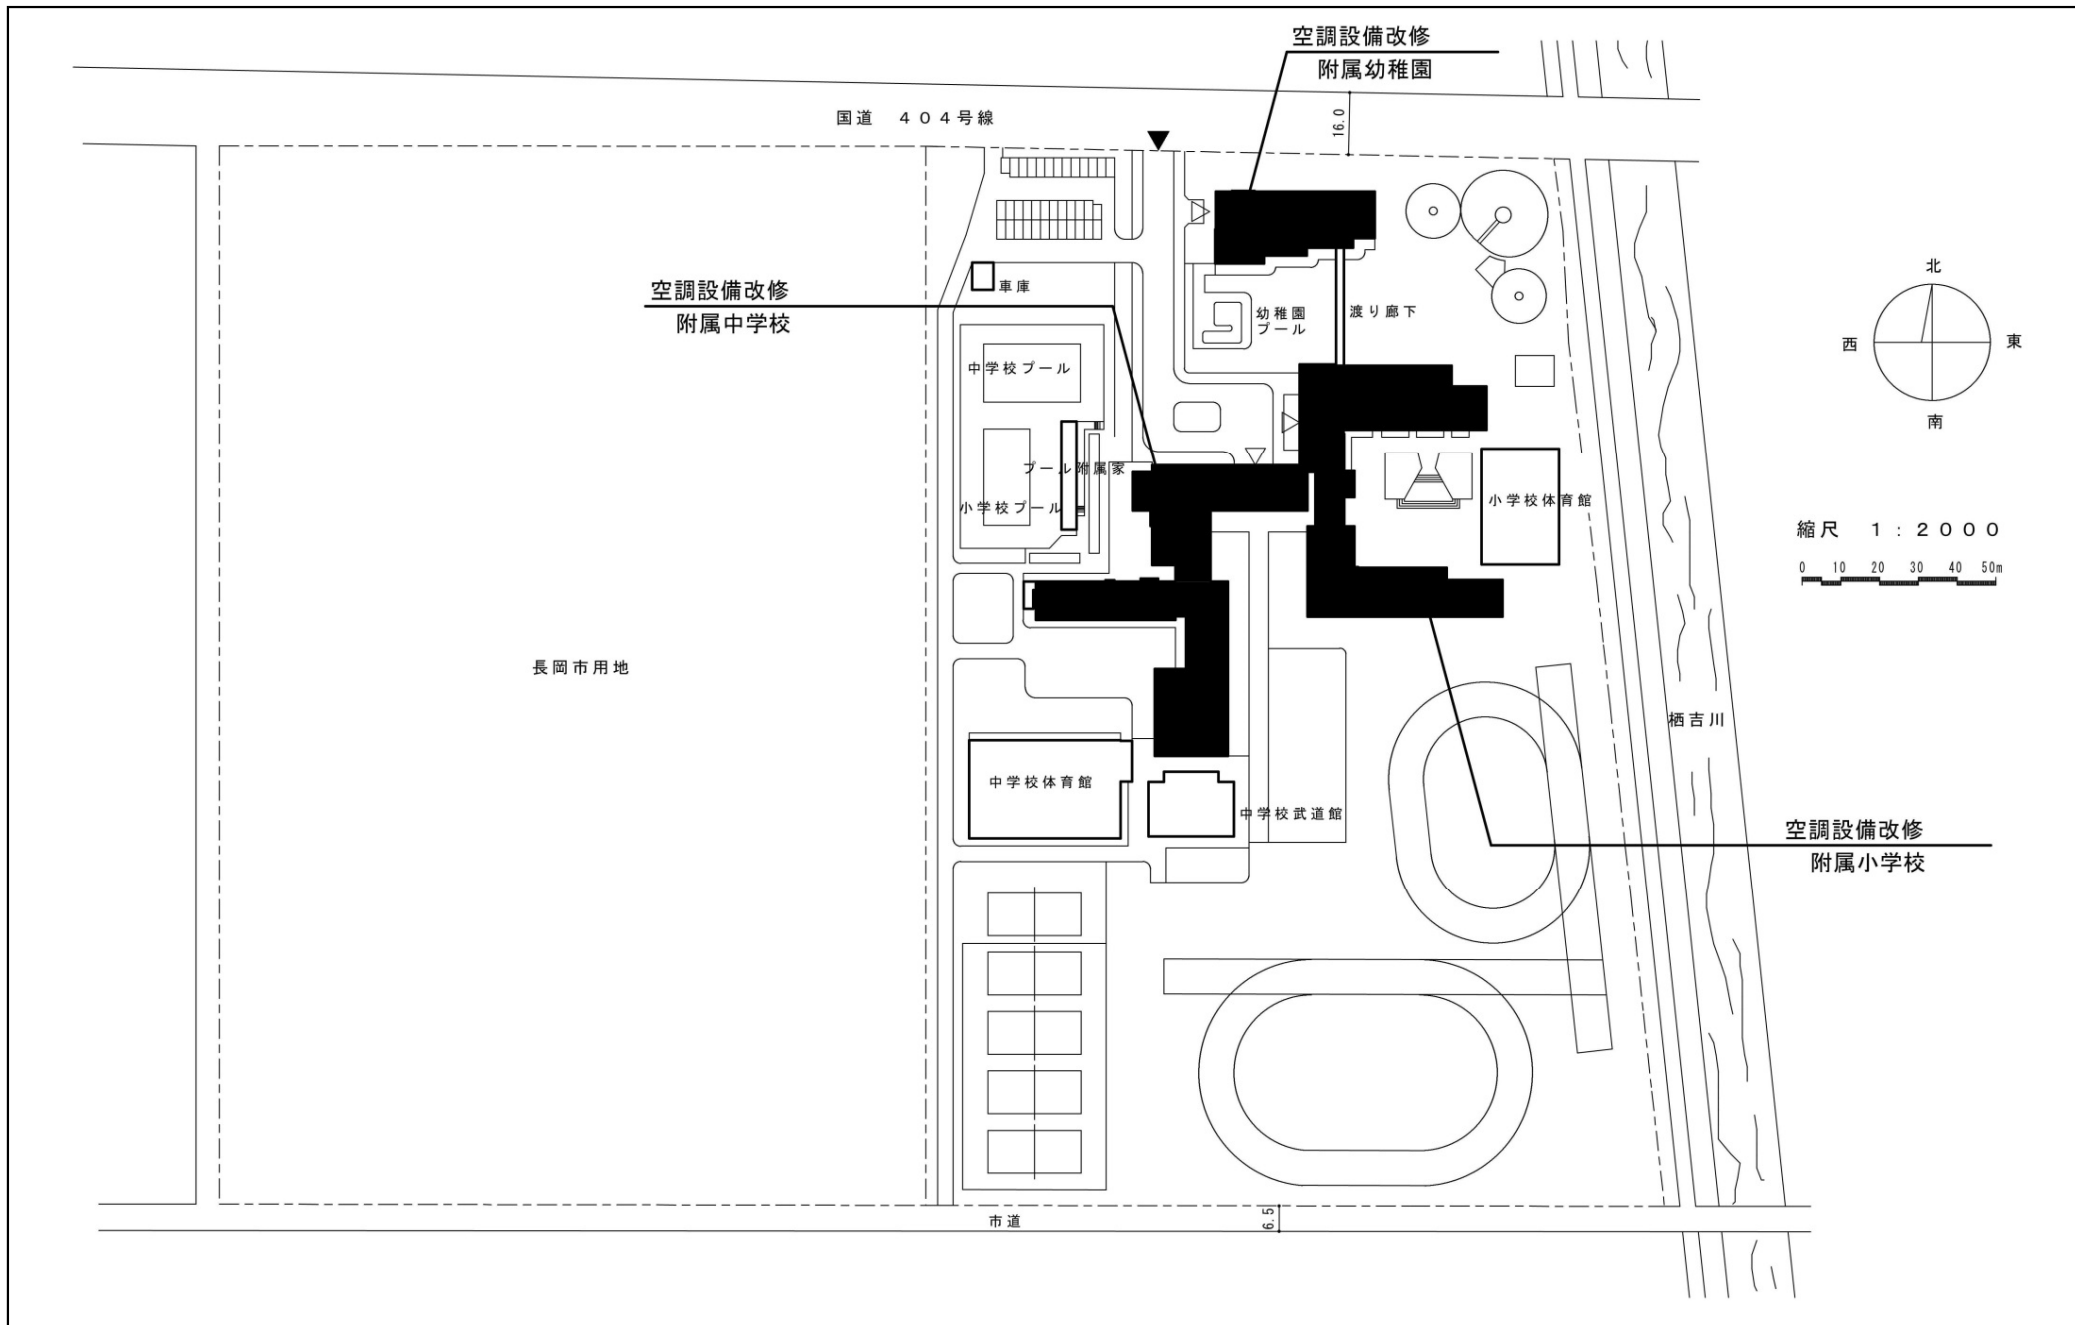 空調設備改修
附属幼稚園
国道 404号線
16.0
空調設備改修
附属中学校
車庫
幼稚園
プール
渡り廊下
北
西
東
南
中学校プール
プール附属家
小学校プール
小学校体育館
縮尺 1:2000
0 10 20 30 40 50m
長岡市用地
栖吉川
中学校体育館
中学校武道館
空調設備改修
附属小学校
市道
6.5